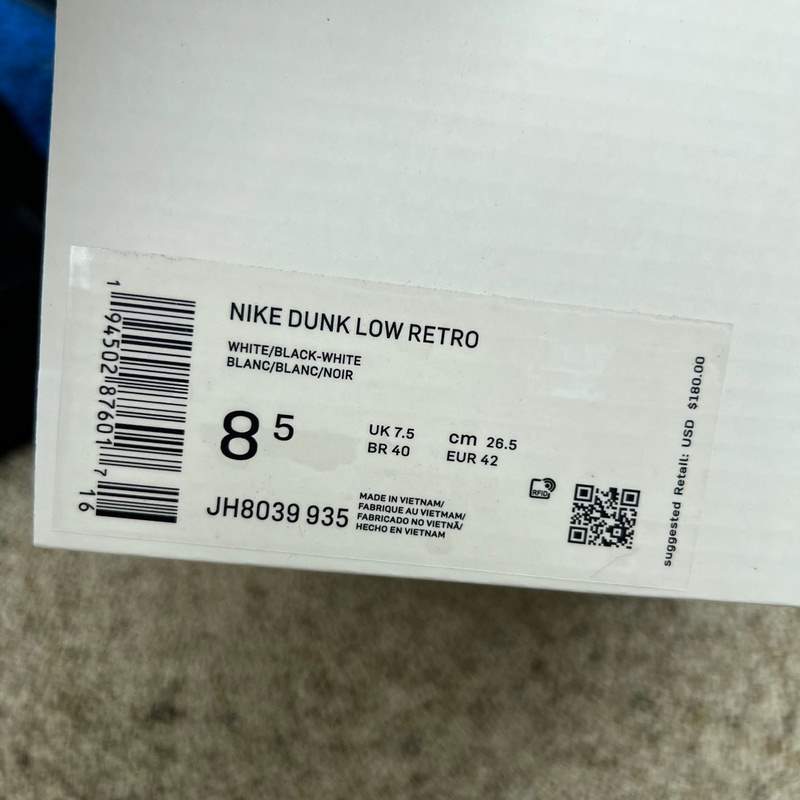 NIKE DUNK LOW RETRO
WHITE/BLACK-WHITE
BLANC/BLANC/NOIR
8 5
UK 7.5
BR 40
cm 26.5
EUR 42
JH8039 935
MADE IN VIETNAM/
FABRIQUE AU VIETMAM/
FABRICADO NO VIETNÃ/
HECHO EN VIETNAM
RFID
suggested Retail: USD $180.00
1 94502 87601 7
16